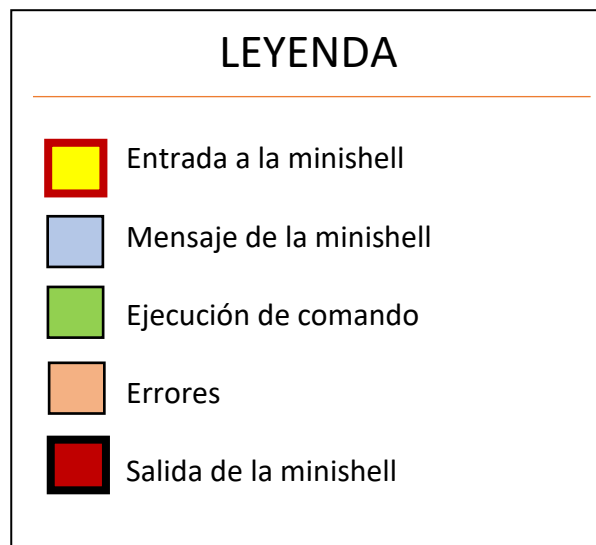 LEYENDA
Entrada a la minishell
Mensaje de la minishell
Ejecución de comando
Errores
Salida de la minishell